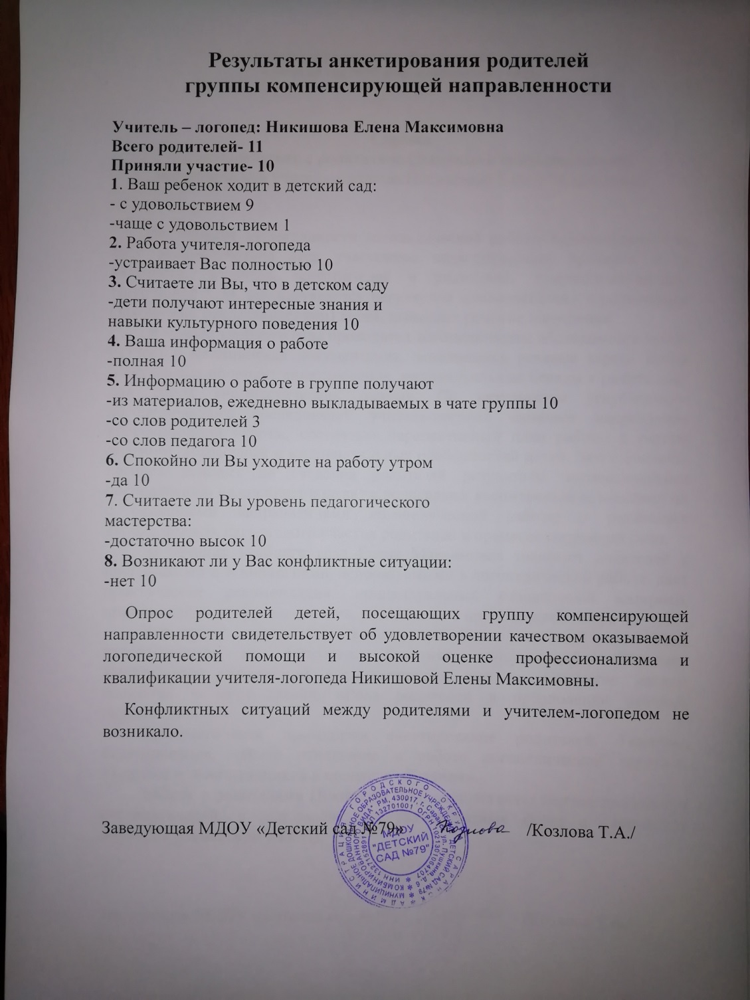 Результаты анкетирования родителей
группы компенсирующей направленности
Учитель – логопед: Никишова Елена Максимовна
Всего родителей- 11
Приняли участие- 10
1. Ваш ребенок ходит в детский сад:
- с удовольствием 9
-чаще с удовольствием 1
2. Работа учителя-логопеда
-устраивает Вас полностью 10
3. Считаете ли Вы, что в детском саду
-дети получают интересные знания и
навыки культурного поведения 10
4. Ваша информация о работе
-полная 10
5. Информацию о работе в группе получают
-из материалов, ежедневно выкладываемых в чате группы 10
-со слов родителей 3
-со слов педагога 10
6. Спокойно ли Вы уходите на работу утром
-да 10
7. Считаете ли Вы уровень педагогического
мастерства:
-достаточно высок 10
8. Возникают ли у Вас конфликтные ситуации:
-нет 10
Опрос родителей детей, посещающих группу компенсирующей
направленности свидетельствует об удовлетворении качеством оказываемой
логопедической помощи и высокой оценке профессионализма и
квалификации учителя-логопеда Никишовой Елены Максимовны.
Конфликтных ситуаций между родителями и учителем-логопедом не
возникало.
Заведующая МДОУ «Детский сад №79» Козлова /Козлова Т.А./
МДОУ
"ДЕТСКИЙ
САД №79"